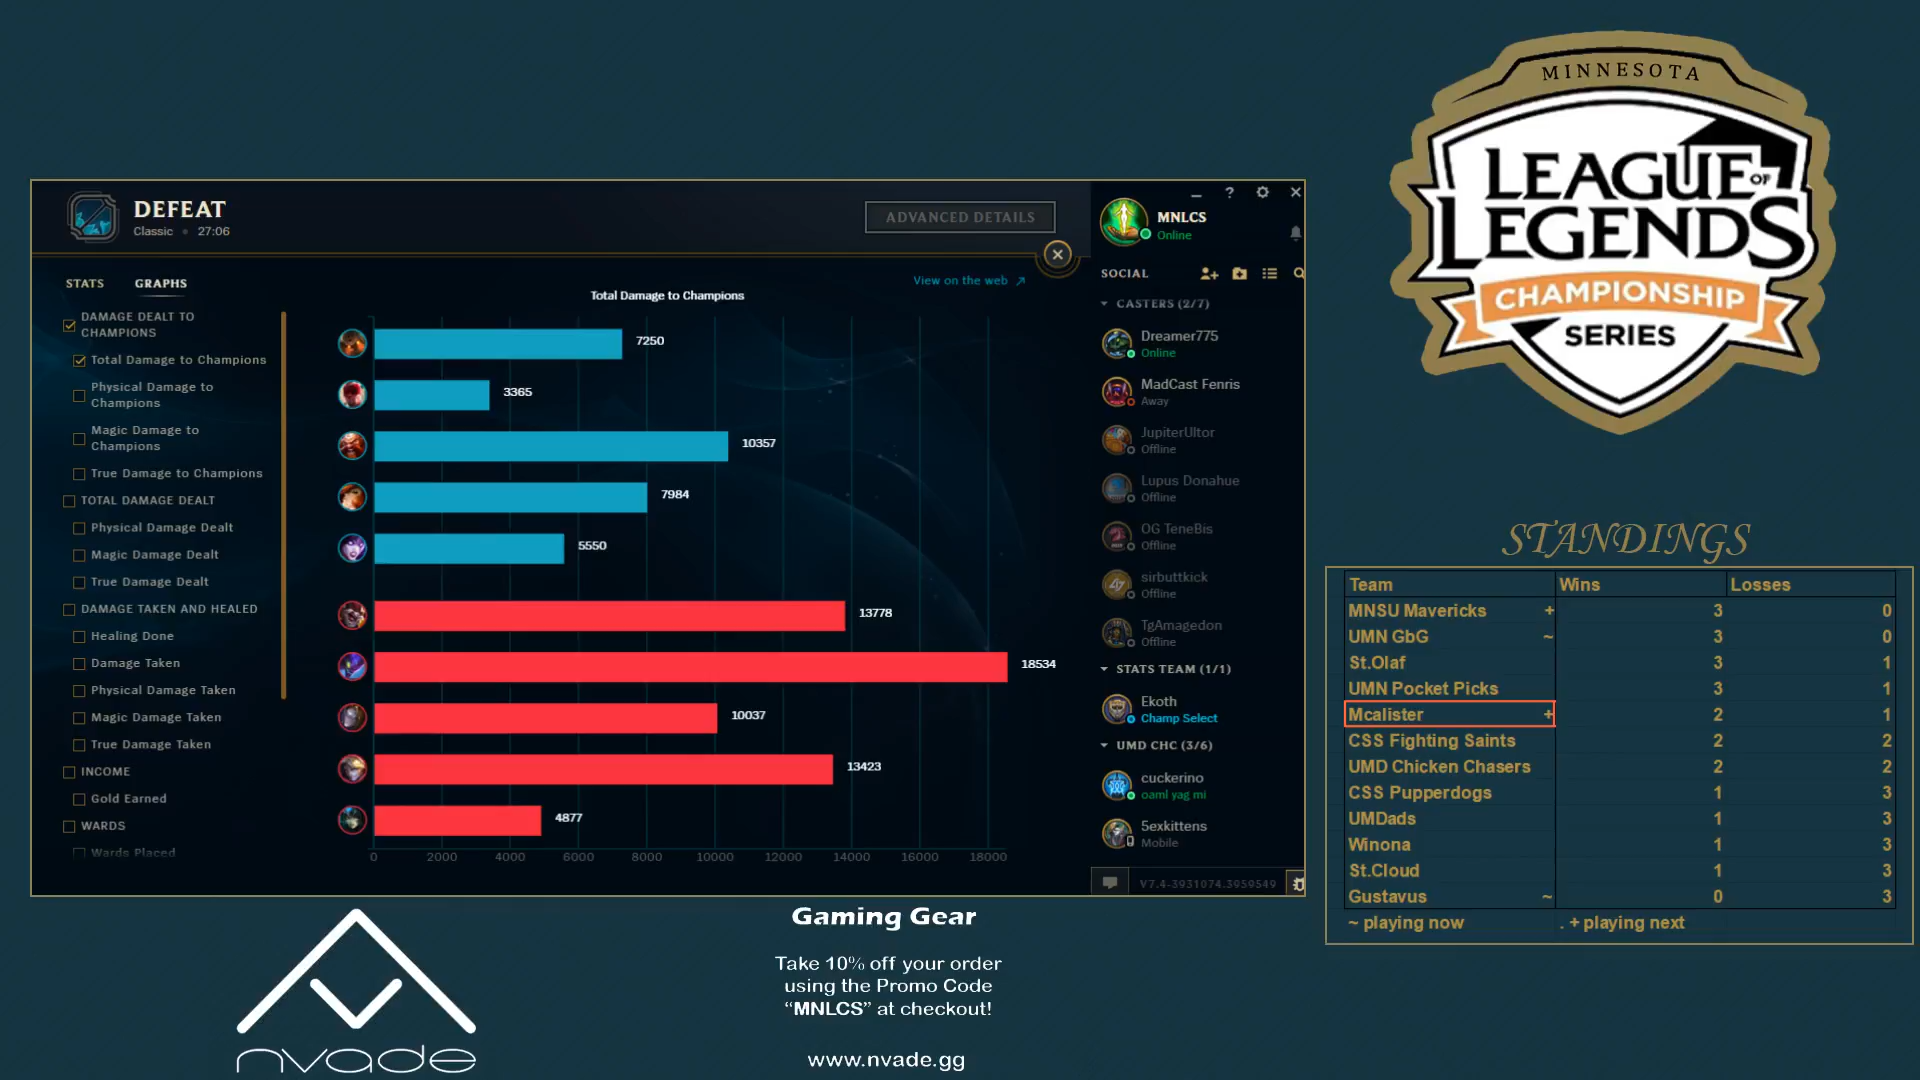 MINNESOTA
LEAGUE OF
LEGENDS
CHAMPIONSHIP
SERIES
DEFEAT
Classic • 27:06
ADVANCED DETAILS
STATS GRAPHS
View on the web
Total Damage to Champions
DAMAGE DEALT TO
CHAMPIONS
Total Damage to Champions
Physical Damage to
Champions
Magic Damage to
Champions
True Damage to Champions
TOTAL DAMAGE DEALT
Physical Damage Dealt
Magic Damage Dealt
True Damage Dealt
DAMAGE TAKEN AND HEALED
Healing Done
Damage Taken
Physical Damage Taken
Magic Damage Taken
True Damage Taken
INCOME
Gold Earned
WARDS
Wards Placed
7250
3365
10357
7984
5550
13778
18534
10037
13423
4877
0 2000 4000 6000 8000 10000 12000 14000 16000 18000
?
MNLCS
Online
SOCIAL
CASTERS (2/7)
Dreamer775
Online
MadCast Fenris
Away
JupiterUltor
Offline
Lupus Donahue
Offline
OG TeneBis
Offline
sirbuttkick
Offline
TgAmagedon
Offline
STATS TEAM (1/1)
Ekoth
Champ Select
UMD CHC (3/6)
cuckerino
oaml yag mi
5exkittens
Mobile
V7.4-3931074.3959549
STANDINGS
Team Wins Losses
MNSU Mavericks + 3 0
UMN GbG ~ 3 0
St.Olaf 3 1
UMN Pocket Picks 3 1
Mcalister + 2 1
CSS Fighting Saints 2 2
UMD Chicken Chasers 2 2
CSS Pupperdogs 1 3
UMDads 1 3
Winona 1 3
St.Cloud 1 3
Gustavus ~ 0 3
~ playing now . + playing next
nvade
Gaming Gear
Take 10% off your order
using the Promo Code
“MNLCS” at checkout!
www.nvade.gg